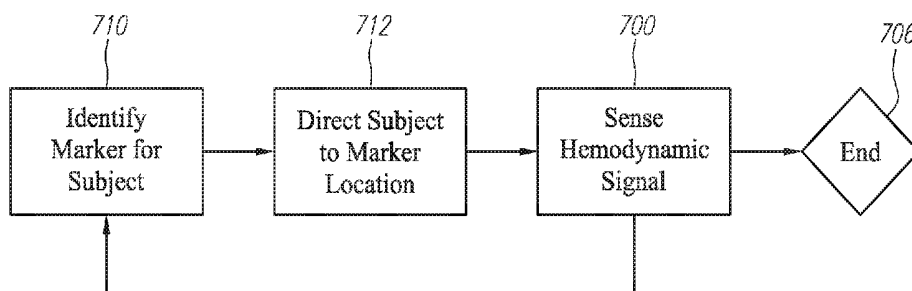 710
712
700
706
Identify
Marker for
Subject
Direct Subject
to Marker
Location
Sense
Hemodynamic
Signal
End